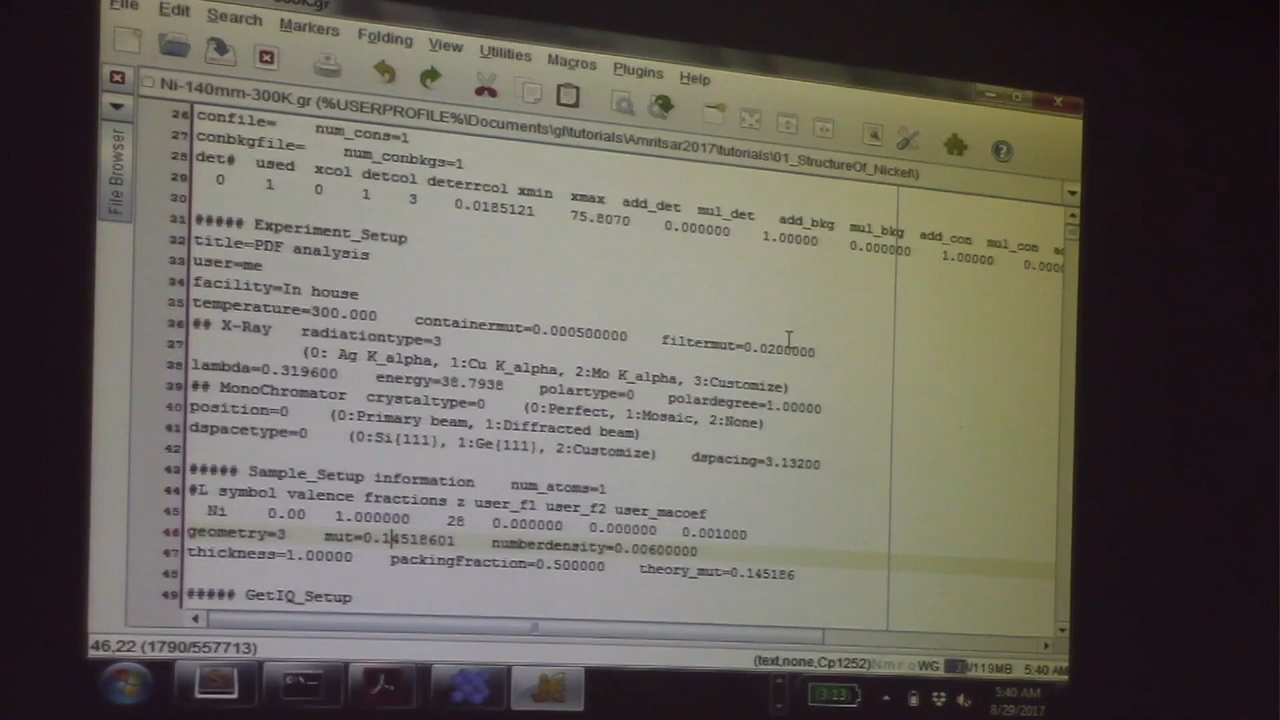 300K.gr
File Edit Search Markers Folding View Utilities Macros Plugins Help
Ni-140mm-300K.gr (%USERPROFILE%\Documents\gl\tutorials\Amritsar2017\tutorials\01_StructureOf_Nickel\)
File Browser
26 confile= num_cons=1
27 conbkgfile= num_conbkgs=1
28 det# used xcol detcol deterrcol xmin xmax add_det mul_det add_bkg mul_bkg add_con mul_con
29 0 1 0 1 3 0.0185121 75.8070 0.000000 1.00000 0.000000 1.00000
30
31 ##### Experiment_Setup
32 title=PDF analysis
33 user=me
34 facility=In house
35 temperature=300.000 containermut=0.000500000 filtermut=0.0200000
36 ## X-Ray radiationtype=3
37 (0: Ag K_alpha, 1:Cu K_alpha, 2:Mo K_alpha, 3:Customize)
38 lambda=0.319600 energy=38.7938 polartype=0 polardegree=1.00000
39 ## MonoChromator crystaltype=0 (0:Perfect, 1:Mosaic, 2:None)
40 position=0 (0:Primary beam, 1:Diffracted beam)
41 dspacetype=0 (0:Si{111}, 1:Ge{111}, 2:Customize) dspacing=3.13200
42
43 ##### Sample_Setup information num_atoms=1
44 #L symbol valence fractions z user_f1 user_f2 user_macoef
45 Ni 0.00 1.000000 28 0.000000 0.000000 0.001000
46 geometry=3 mut=0.14518601 numberdensity=0.00600000
47 thickness=1.00000 packingFraction=0.500000 theory_mut=0.145186
48
49 ##### GetIQ_Setup
46,22 (1790/557713)
(text,none,Cp1252) WG /119MB 5:40 AM
(3:13)
5:40 AM
8/29/2017